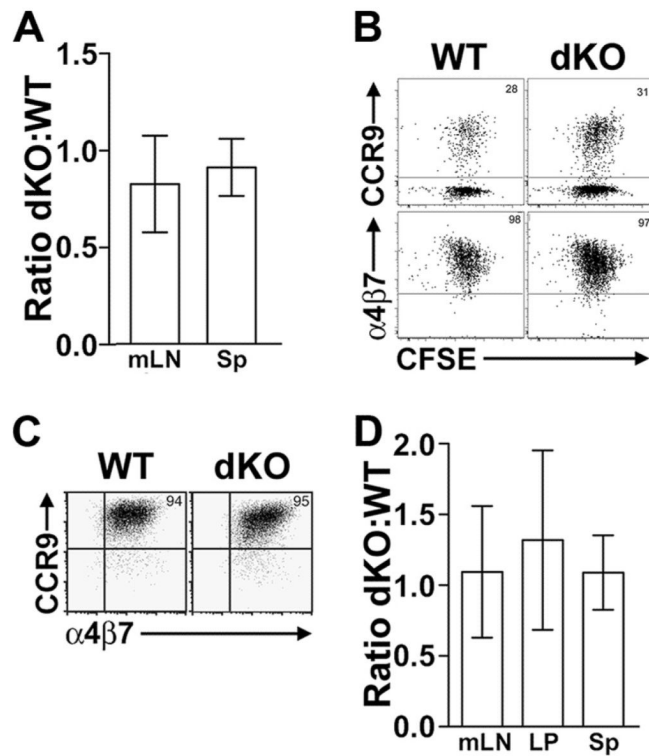 A
Ratio dKO:WT
1.5
1.0
0.5
0.0
mLN Sp
B
WT dKO
CCR9
28 31
α4β7
98 97
CFSE
C
WT dKO
CCR9
94 95
α4β7
D
Ratio dKO:WT
2.0
1.5
1.0
0.5
0.0
mLN LP Sp